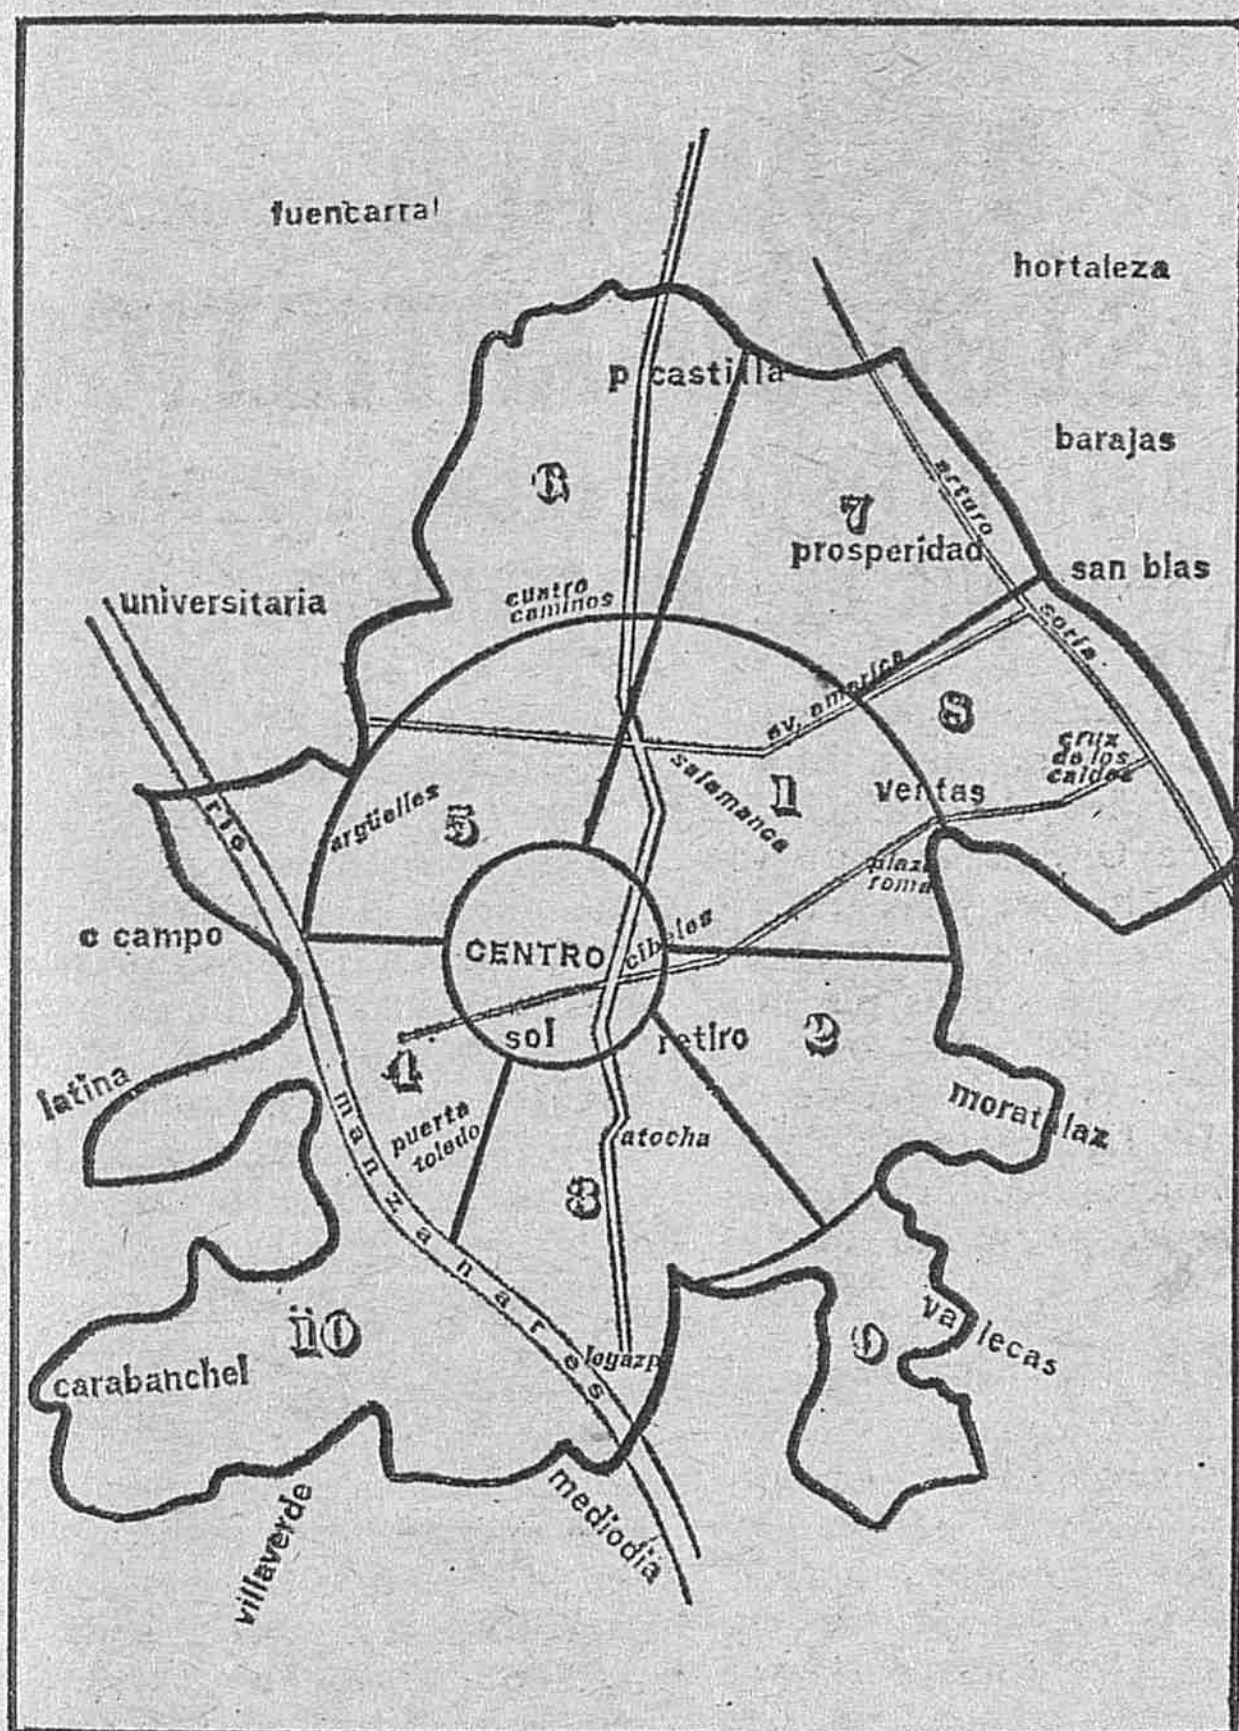 fuencarral
hortaleza
p castilla
barajas
6
arturo
7
prosperidad
san blas
cuatro
caminos
universitaria
soria
av. america
8
cruz
de los
caidos
salamanca
1
ventas
argüelles
5
rio
plaza
roma
c campo
CENTRO
cibeles
sol
retiro
2
4
latina
manzanares
puerta
toledo
atocha
moratalaz
3
vallecas
10
9
legazp
carabanchel
mediodia
villaverde